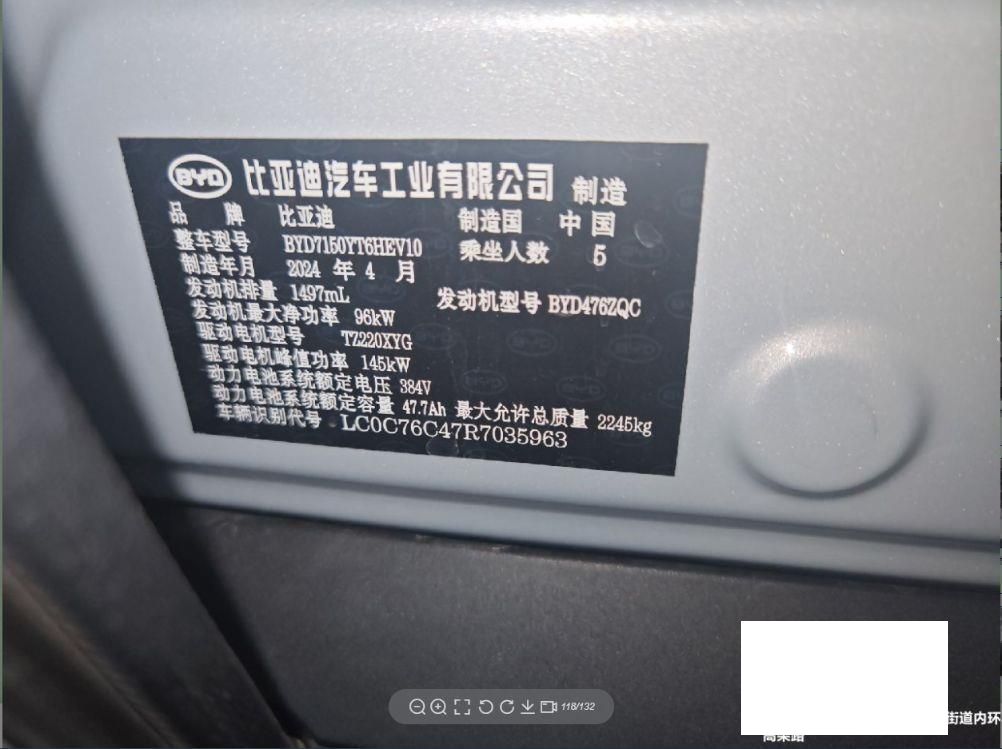 BYD 比亚迪汽车工业有限公司 制造
品 牌 比亚迪 制造国 中国
整车型号 BYD7150YT6HEV10 乘坐人数 5
制造年月 2024 年 4 月
发动机排量 1497mL 发动机型号 BYD476ZQC
发动机最大净功率 96kW
驱动电机型号 TZ220XYG
驱动电机峰值功率 145kW
动力电池系统额定电压 384V
动力电池系统额定容量 47.7Ah 最大允许总质量 2245kg
车辆识别代号 LC0C76C47R7035963
118/132
街道内环